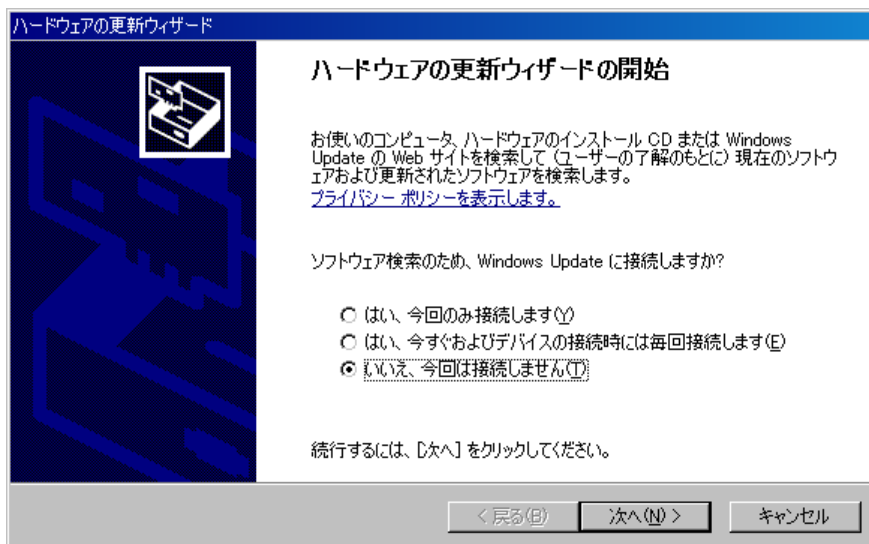 ハードウェアの更新ウィザード
ハードウェアの更新ウィザードの開始
お使いのコンピュータ、ハードウェアのインストール CD または Windows
Update の Web サイトを検索して (ユーザーの了解のもとに) 現在のソフトウ
ェアおよび更新されたソフトウェアを検索します。
プライバシー ポリシーを表示します。
ソフトウェア検索のため、Windows Update に接続しますか?
はい、今回のみ接続します(Y)
はい、今すぐおよびデバイスの接続時には毎回接続します(E)
いいえ、今回は接続しません(T)
続行するには、[次へ] をクリックしてください。
< 戻る(B) 次へ(N) > キャンセル